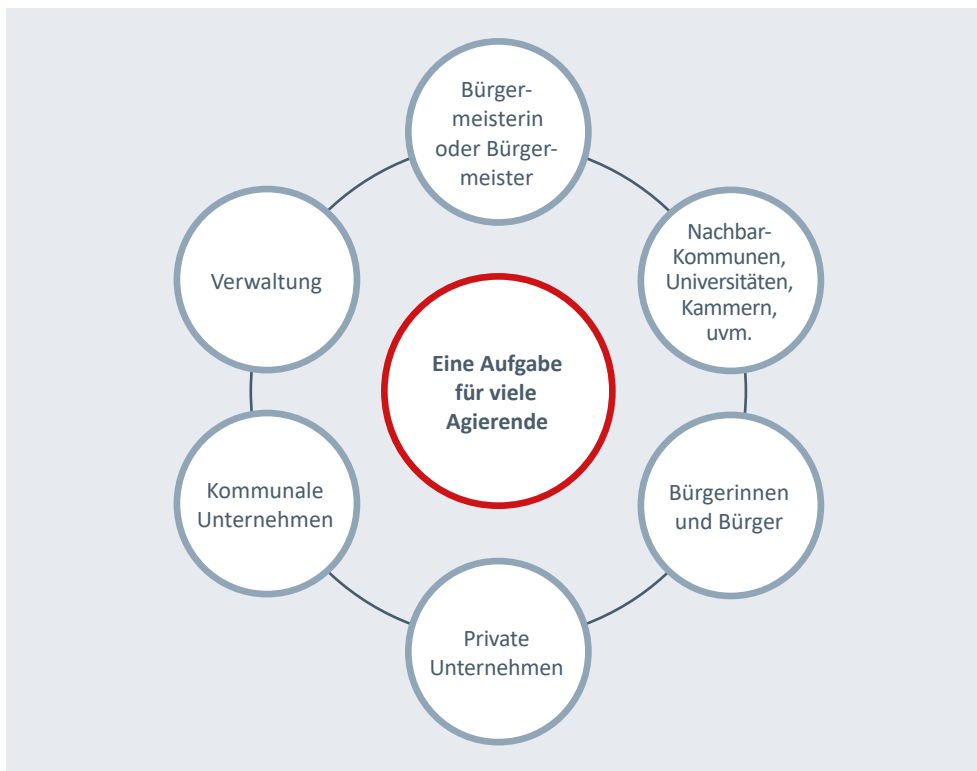 Bürger-
meisterin
oder Bürger-
meister
Nachbar-
Kommunen,
Universitäten,
Kammern,
uvm.
Verwaltung
Eine Aufgabe
für viele
Agierende
Kommunale
Unternehmen
Bürgerinnen
und Bürger
Private
Unternehmen